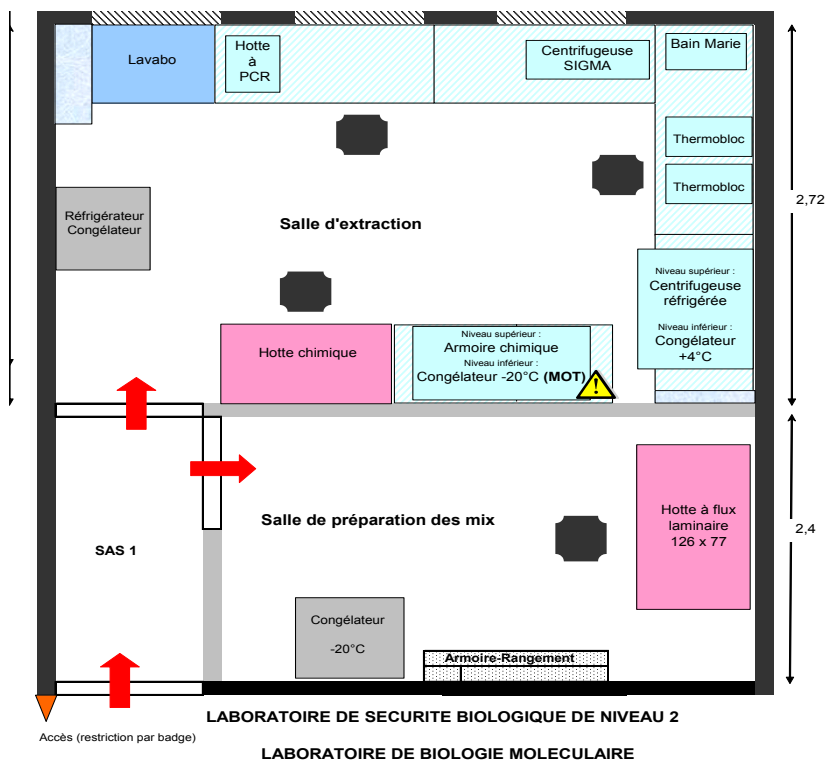 Lavabo
Hotte
à
PCR
Centrifugeuse
SIGMA
Bain Marie
Thermobloc
Thermobloc
2,72
Réfrigérateur
Congélateur
Salle d'extraction
Niveau supérieur :
Centrifugeuse
réfrigérée
Niveau inférieur :
Congélateur
+4°C
Hotte chimique
Niveau supérieur :
Armoire chimique
Niveau inférieur :
Congélateur -20°C (MOT)
!
Salle de préparation des mix
Hotte à flux
laminaire
126 x 77
2,4
SAS 1
Congélateur
-20°C
Armoire-Rangement
LABORATOIRE DE SECURITE BIOLOGIQUE DE NIVEAU 2
Accès (restriction par badge)
LABORATOIRE DE BIOLOGIE MOLECULAIRE